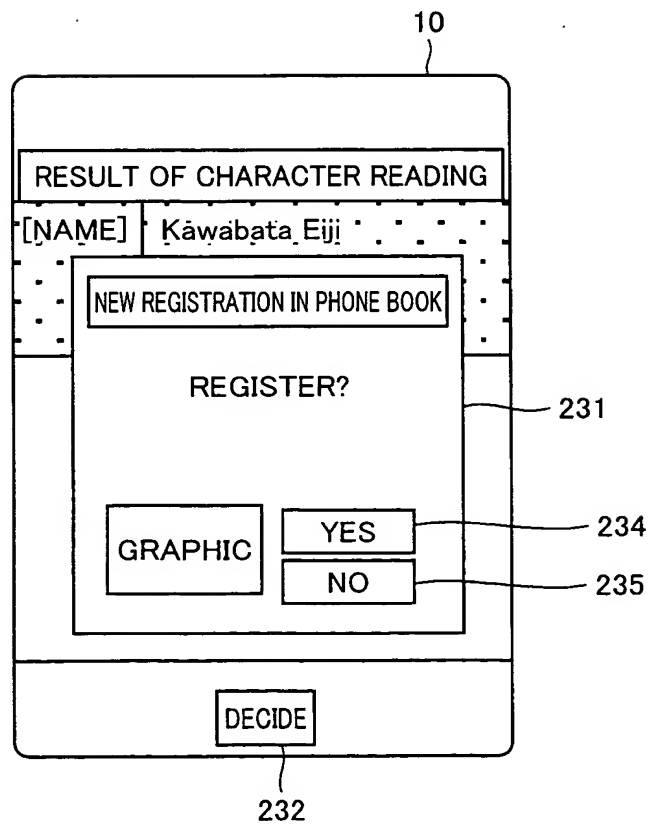 10
RESULT OF CHARACTER READING
[NAME] Kawabata Eiji
NEW REGISTRATION IN PHONE BOOK
REGISTER?
231
GRAPHIC
YES
234
NO
235
DECIDE
232